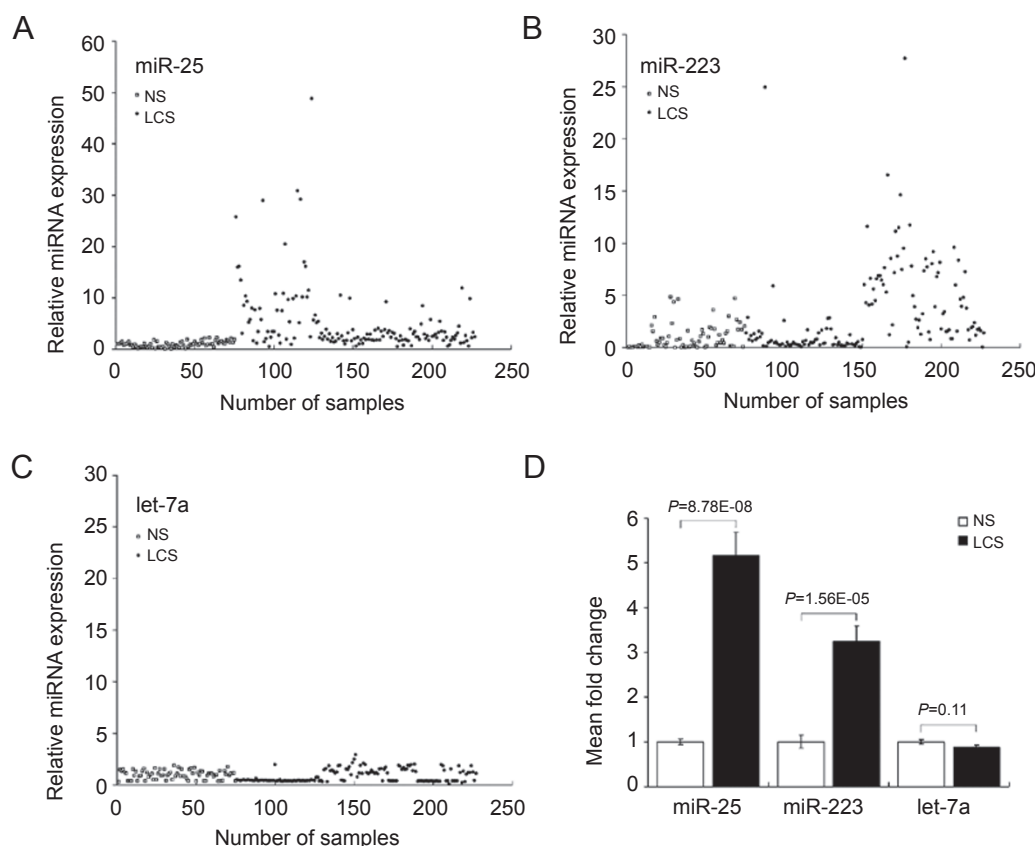 A
60
50
40
30
20
10
0
miR-25
NS
LCS
Relative miRNA expression
0 50 100 150 200 250
Number of samples
B
30
25
20
15
10
5
0
miR-223
NS
LCS
Relative miRNA expression
0 50 100 150 200 250
Number of samples
C
30
25
20
15
10
5
0
let-7a
NS
LCS
Relative miRNA expression
0 50 100 150 200 250
Number of samples
D
6
5
4
3
2
1
0
Mean fold change
P=8.78E-08
P=1.56E-05
P=0.11
NS
LCS
miR-25 miR-223 let-7a